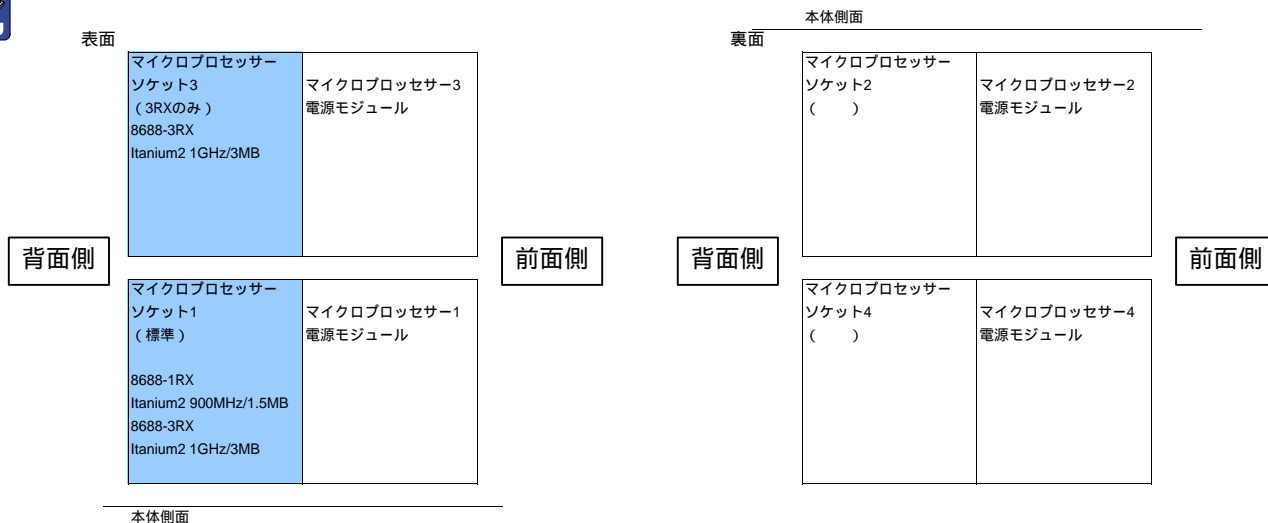 表面
マイクロプロセッサー
ソケット3
（3RXのみ）
8688-3RX
Itanium2 1GHz/3MB
マイクロプロッセサー3
電源モジュール
背面側
前面側
マイクロプロセッサー
ソケット1
（標準）
8688-1RX
Itanium2 900MHz/1.5MB
8688-3RX
Itanium2 1GHz/3MB
マイクロプロッセサー1
電源モジュール
本体側面
本体側面
裏面
マイクロプロセッサー
ソケット2
（　　）
マイクロプロッセサー2
電源モジュール
背面側
前面側
マイクロプロセッサー
ソケット4
（　　）
マイクロプロッセサー4
電源モジュール